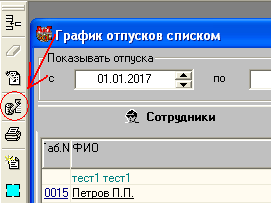 График отпусков списком
Показывать отпуска
с 01.01.2017 по
Сотрудники
аб.N ФИО
тест1 тест1
0015 Петров П.П.